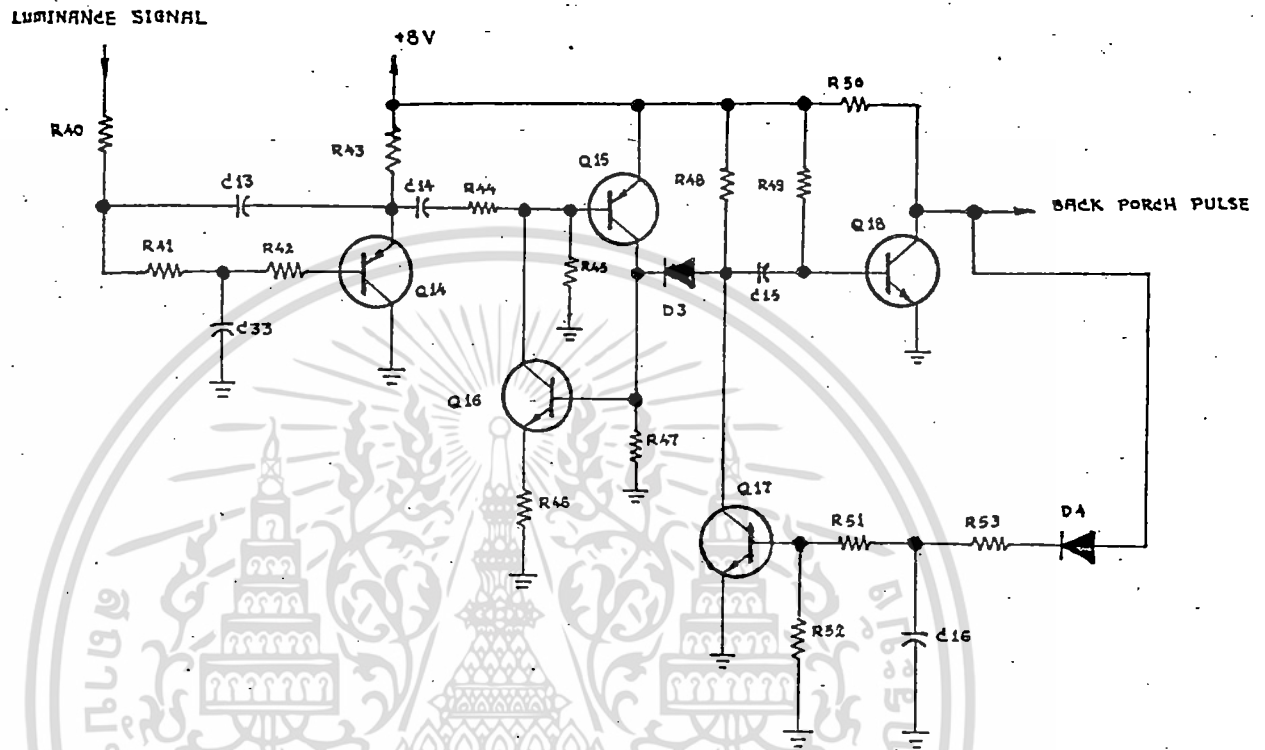 LUMINANCE SIGNAL
+8V
R50
R40
R43
Q15
C13
C14
R44
R48
R49
BACK PORCH PULSE
Q18
R41
R42
R45
Q14
D3
C15
C33
Q16
R47
Q17
R46
R51
R53
D4
R52
C16